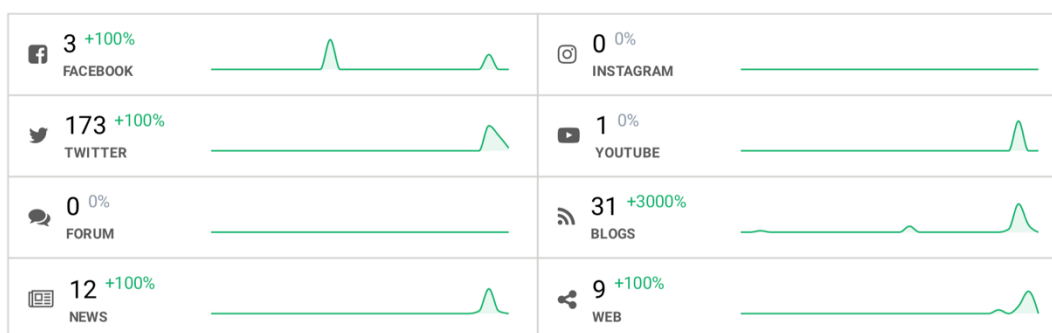 3 +100%
FACEBOOK
0 0%
INSTAGRAM
173 +100%
TWITTER
1 0%
YOUTUBE
0 0%
FORUM
31 +3000%
BLOGS
12 +100%
NEWS
9 +100%
WEB